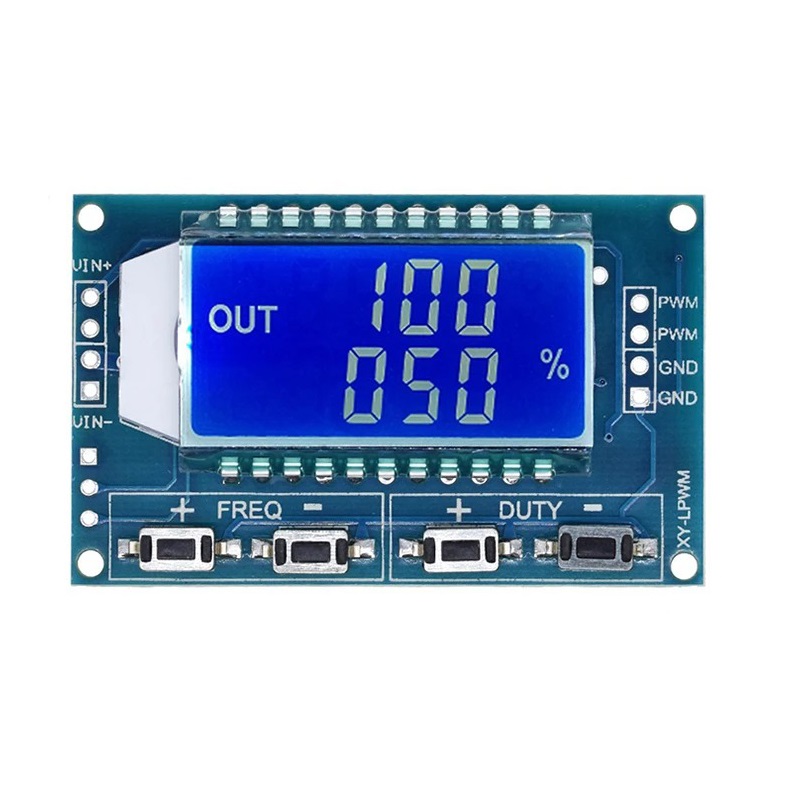 VIN+
OUT 100
050 %
VIN-
PWM
PWM
GND
GND
+ FREQ -
+ DUTY -
XY-LPWM